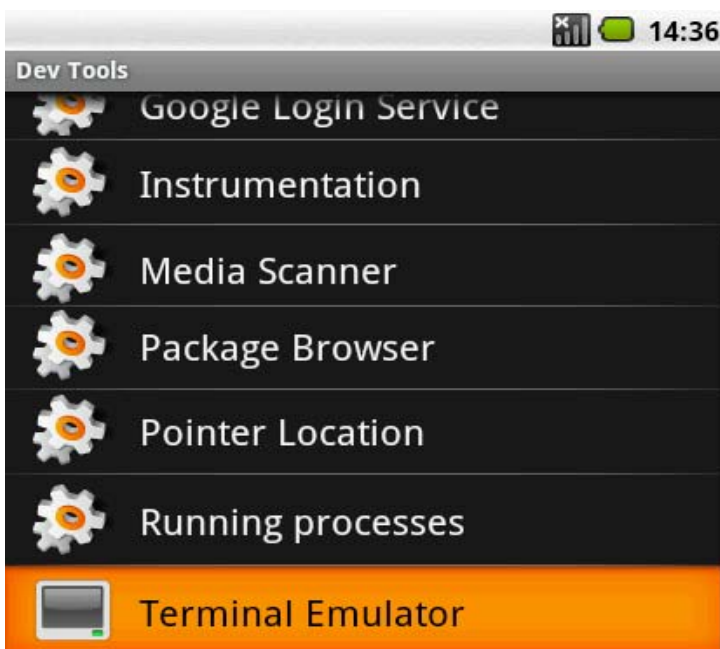 14:36
Dev Tools
Google Login Service
Instrumentation
Media Scanner
Package Browser
Pointer Location
Running processes
Terminal Emulator